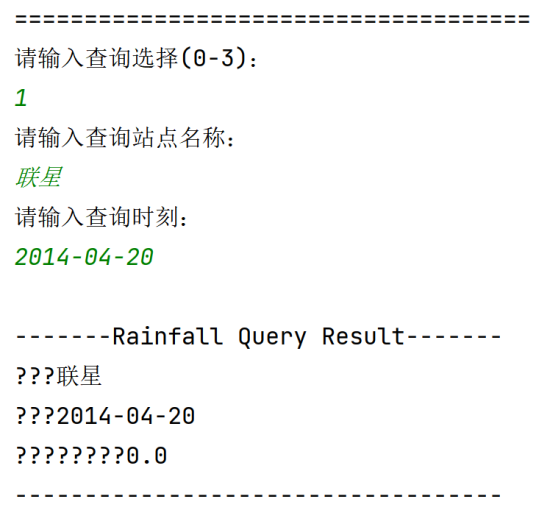 =====================================
请输入查询选择(0-3)：
1
请输入查询站点名称：
联星
请输入查询时刻：
2014-04-20
-------Rainfall Query Result-------
???联星
???2014-04-20
????????0.0
-----------------------------------